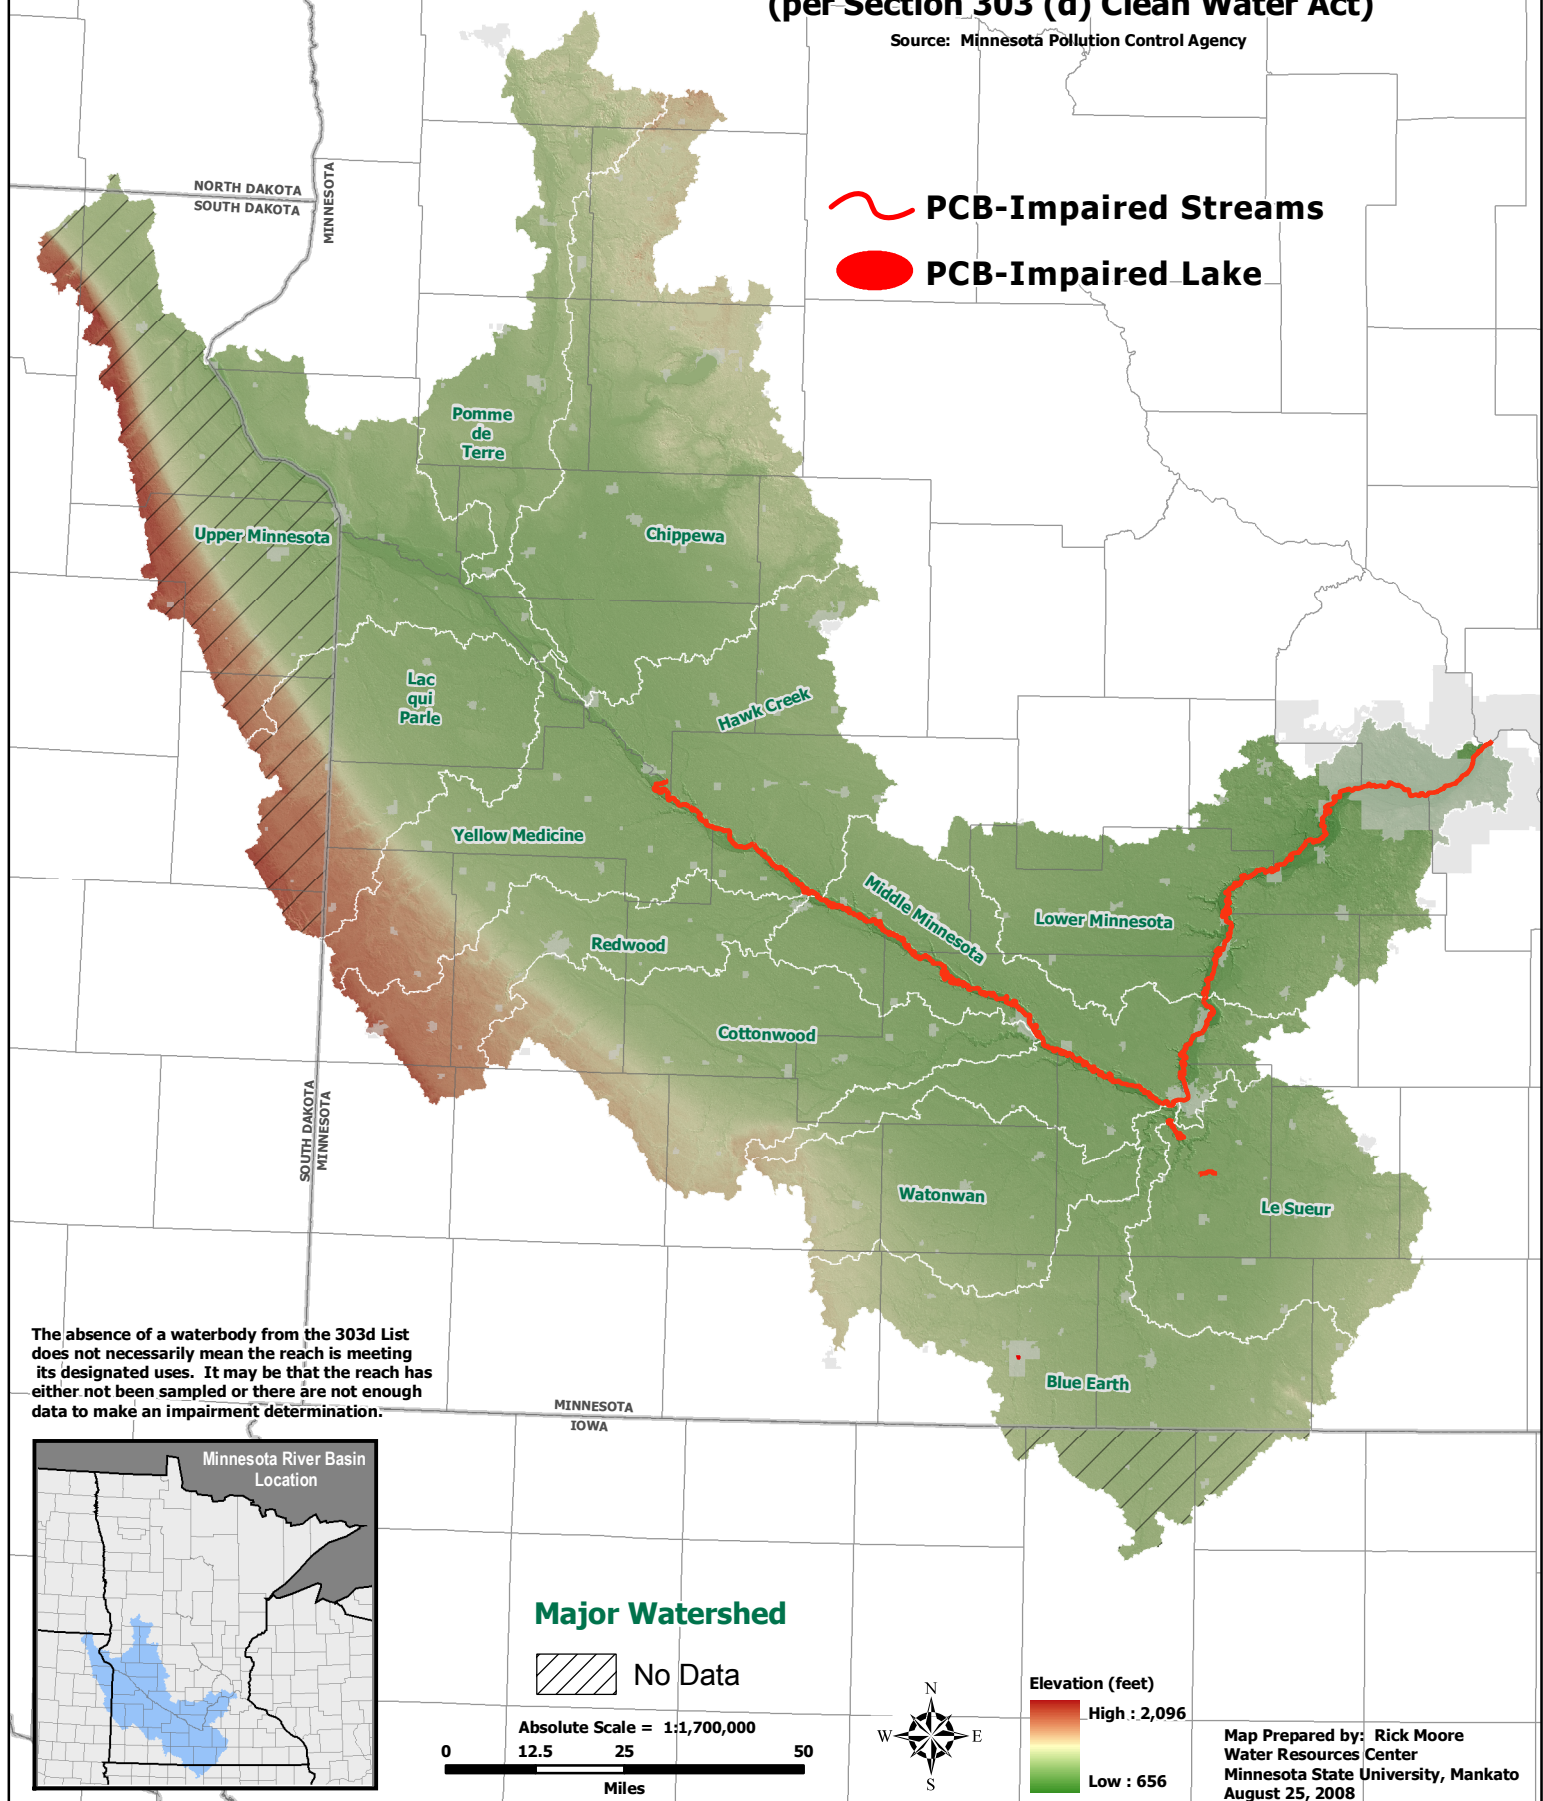 (per Section 303 (d) Clean Water Act)
Source: Minnesota Pollution Control Agency
NORTH DAKOTA
SOUTH DAKOTA
MINNESOTA
PCB-Impaired Streams
PCB-Impaired Lake
Pomme
de
Terre
Upper Minnesota
Chippewa
Lac
qui
Parle
Hawk Creek
Yellow Medicine
Middle Minnesota
Lower Minnesota
Redwood
Cottonwood
SOUTH DAKOTA
MINNESOTA
Watonwan
Le Sueur
Blue Earth
The absence of a waterbody from the 303d List
does not necessarily mean the reach is meeting
its designated uses. It may be that the reach has
either not been sampled or there are not enough
data to make an impairment determination.
MINNESOTA
IOWA
Minnesota River Basin
Location
Major Watershed
No Data
Absolute Scale = 1:1,700,000
0 12.5 25 50
Miles
N
W E
S
Elevation (feet)
High : 2,096
Low : 656
Map Prepared by: Rick Moore
Water Resources Center
Minnesota State University, Mankato
August 25, 2008